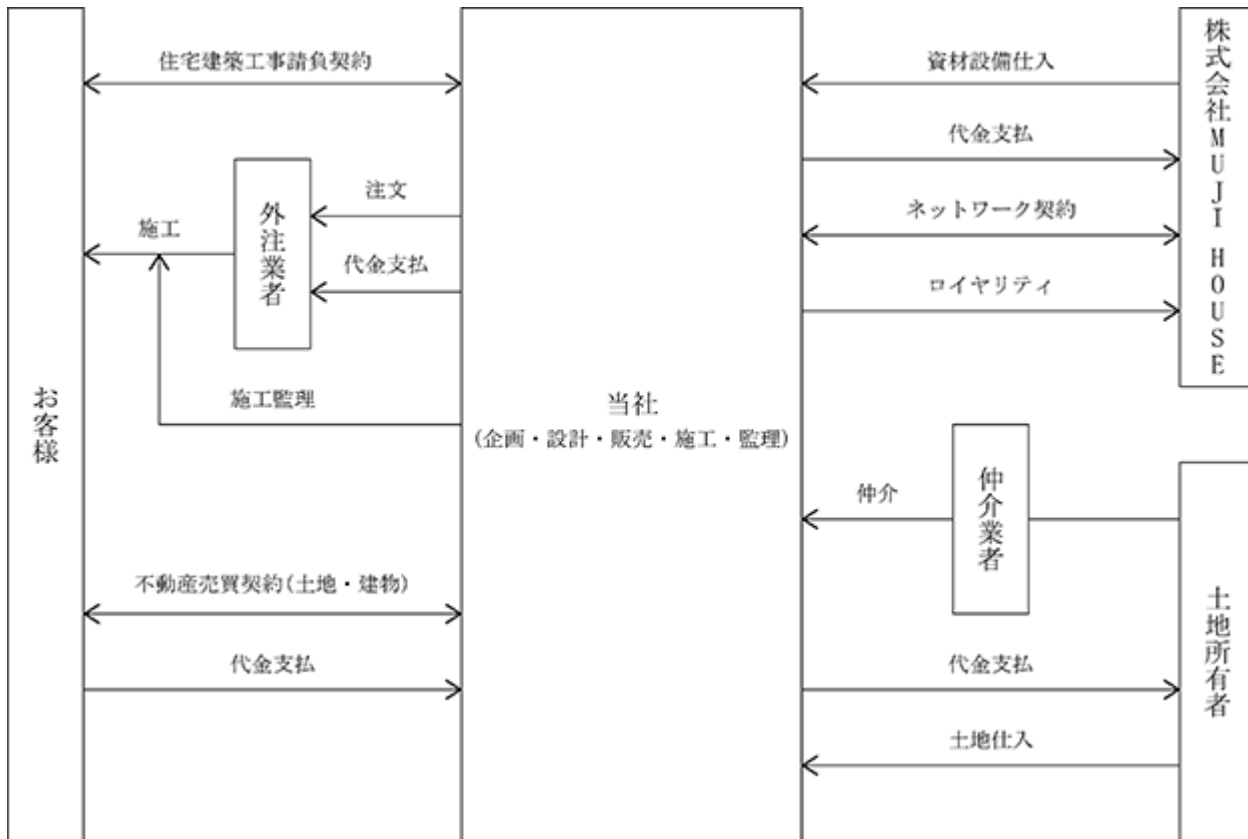 住宅建築工事請負契約
資材設備仕入
代金支払
注文
ネットワーク契約
施工
外注業者
代金支払
ロイヤリティ
株式会社MUJI HOUSE
施工監理
お客様
当社
(企画・設計・販売・施工・監理)
仲介
仲介業者
不動産売買契約(土地・建物)
代金支払
代金支払
土地仕入
土地所有者